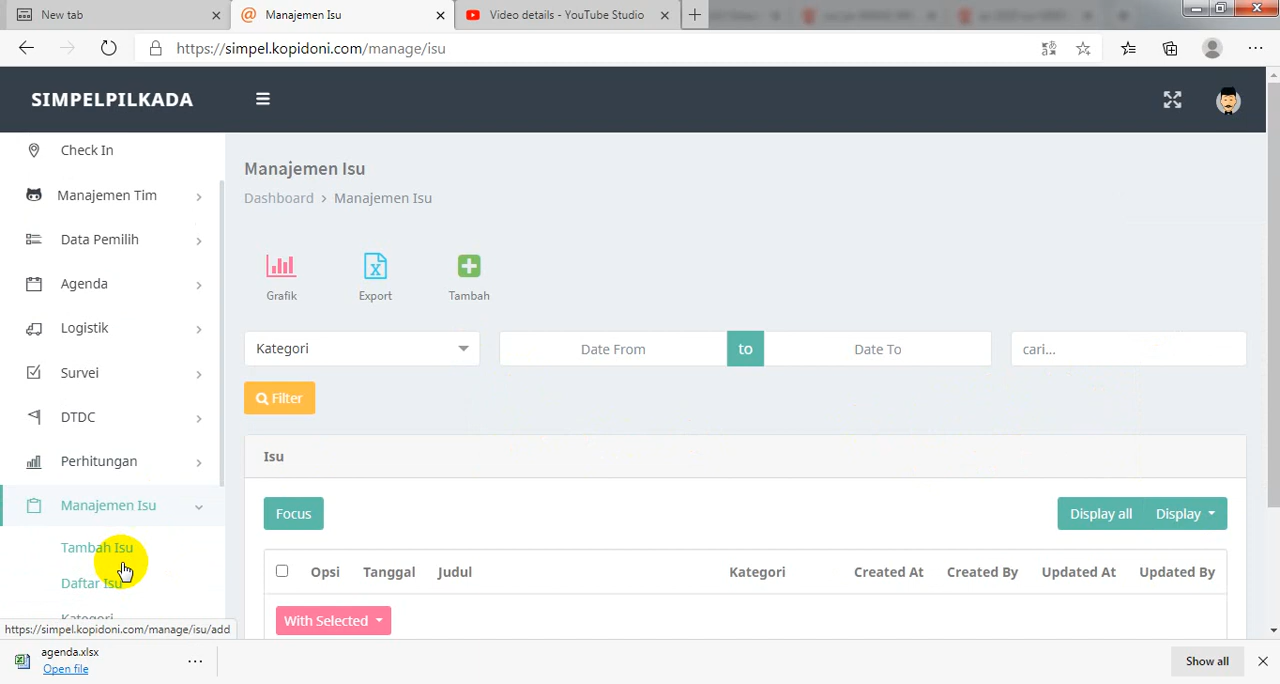 New tab
Manajemen Isu
Video details - YouTube Studio
https://simpel.kopidoni.com/manage/isu
SIMPELPILKADA
Check In
Manajemen Tim
Data Pemilih
Agenda
Logistik
Survei
DTDC
Perhitungan
Manajemen Isu
Tambah Isu
Daftar Isu
Kategori
Manajemen Isu
Dashboard > Manajemen Isu
Grafik
Export
Tambah
Kategori
Date From
to
Date To
cari...
Filter
Isu
Focus
Display all
Display
Opsi
Tanggal
Judul
Kategori
Created At
Created By
Updated At
Updated By
With Selected
https://simpel.kopidoni.com/manage/isu/add
agenda.xlsx
Open file
Show all